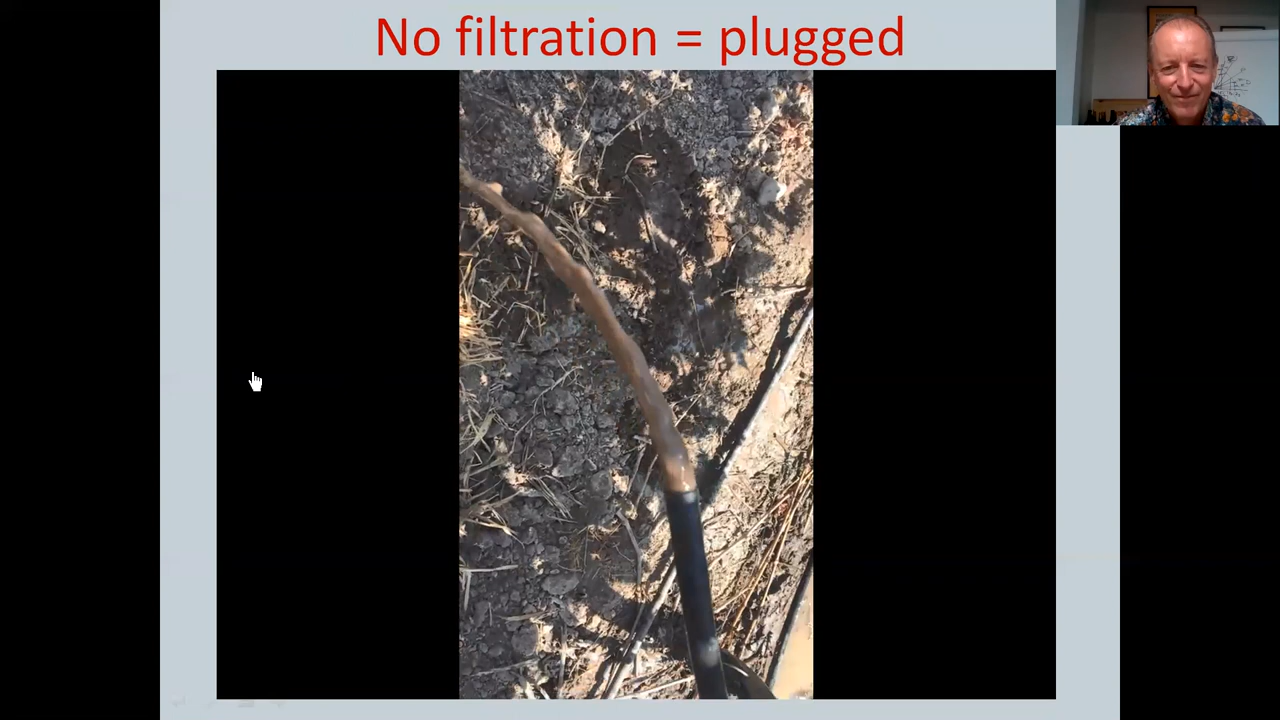 No filtration = plugged